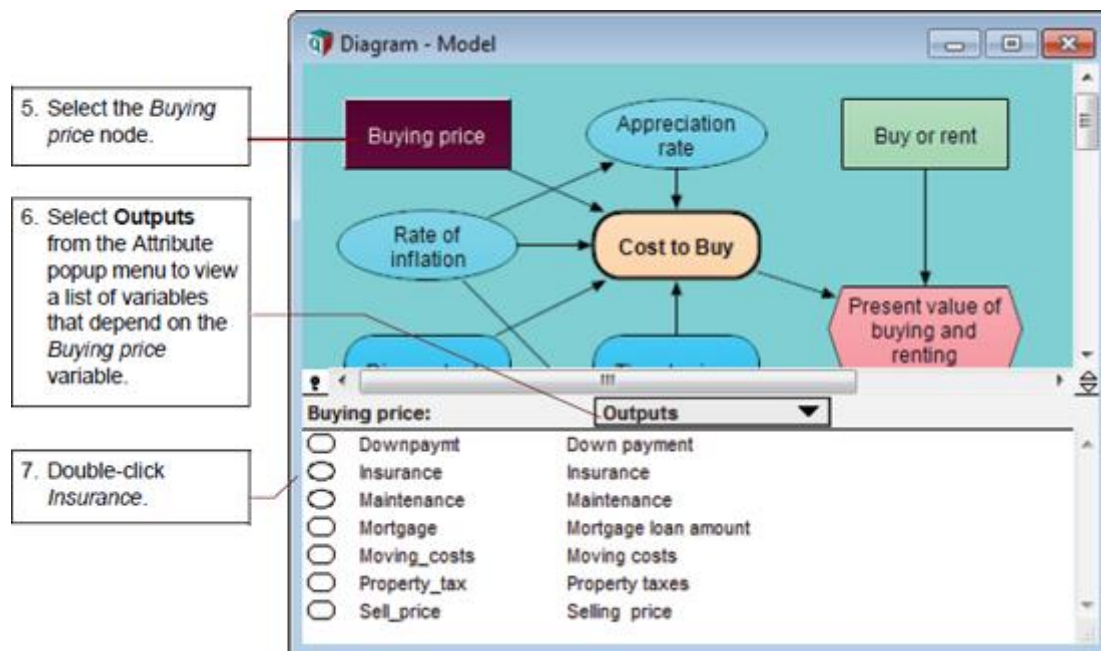 Diagram - Model
5. Select the Buying
price node.
6. Select Outputs
from the Attribute
popup menu to view
a list of variables
that depend on the
Buying price
variable.
7. Double-click
Insurance.
Buying price
Appreciation
rate
Buy or rent
Rate of
inflation
Cost to Buy
Present value of
buying and
renting
Buying price:
Outputs
Downpaymt Down payment
Insurance Insurance
Maintenance Maintenance
Mortgage Mortgage loan amount
Moving_costs Moving costs
Property_tax Property taxes
Sell_price Selling price